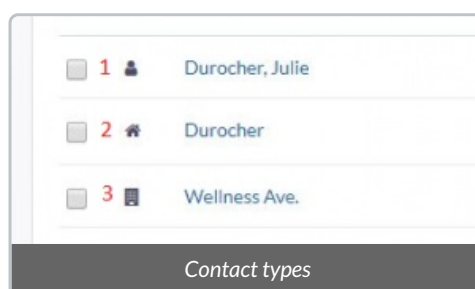 1 Durocher, Julie
2 Durocher
3 Wellness Ave.
Contact types